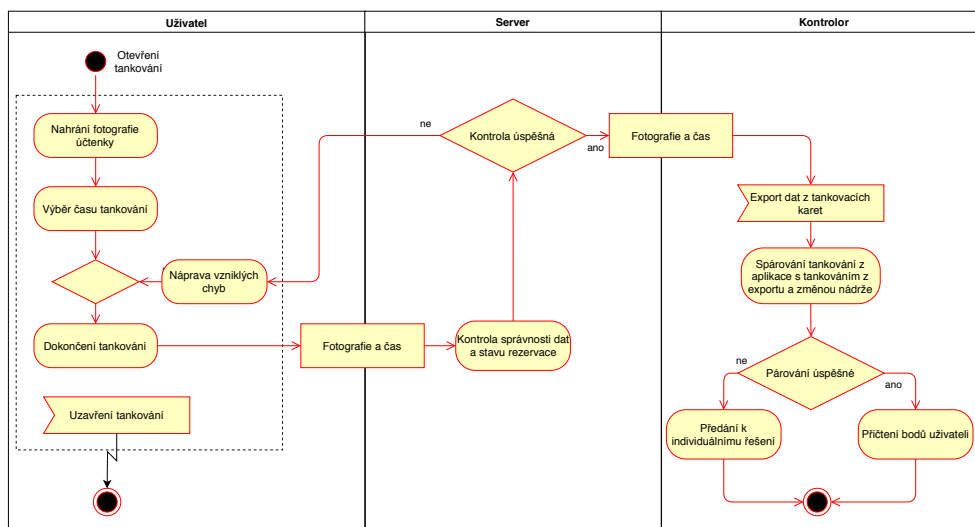 Uživatel
Server
Kontrolor
Otevření
tankování
Nahrání fotografie
účtenky
Výběr času tankování
Náprava vzniklých
chyb
Dokončení tankování
Uzavření tankování
Fotografie a čas
Kontrola správnosti dat
a stavu rezervace
ne
Kontrola úspěšná
ano
Fotografie a čas
Export dat z tankovacích
karet
Spárování tankování z
aplikace s tankováním z
exportu a změnou nádrže
ne
Párování úspěšné
ano
Předání k
individuálnímu řešení
Přičtení bodů uživateli